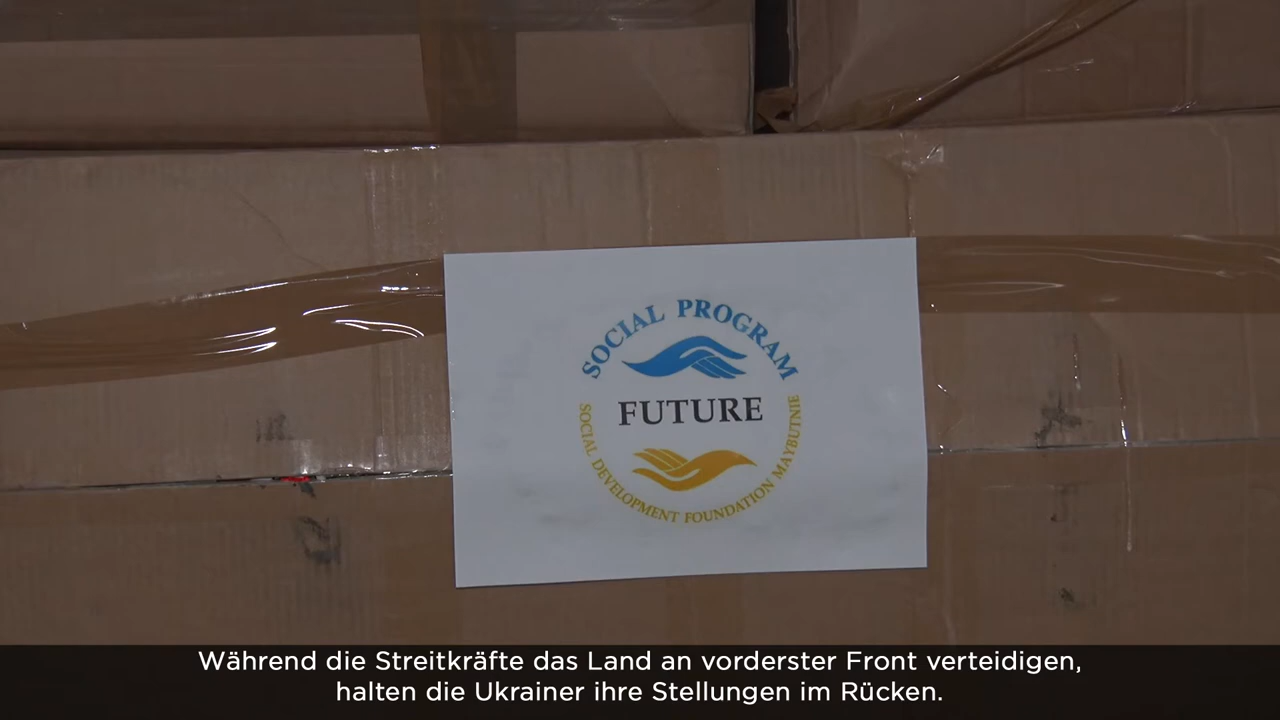 SOCIAL PROGRAM
FUTURE
SOCIAL DEVELOPMENT FOUNDATION MAYBUTNIE
Während die Streitkräfte das Land an vorderster Front verteidigen,
halten die Ukrainer ihre Stellungen im Rücken.